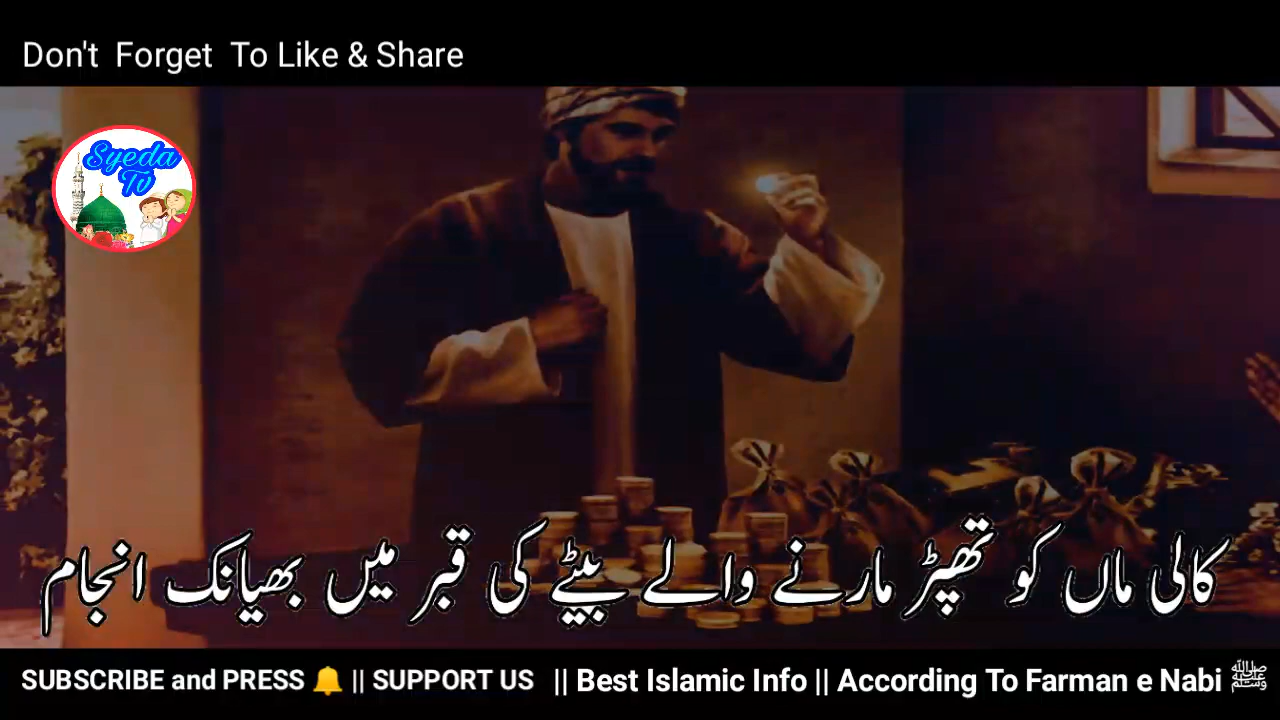 Don't Forget To Like & Share
Syeda
Tv
کالی ماں کو تھپڑ مارنے والے بیٹے کی قبر میں بھیانک انجام
SUBSCRIBE and PRESS 🔔 || SUPPORT US || Best Islamic Info || According To Farman e Nabi ﷺ